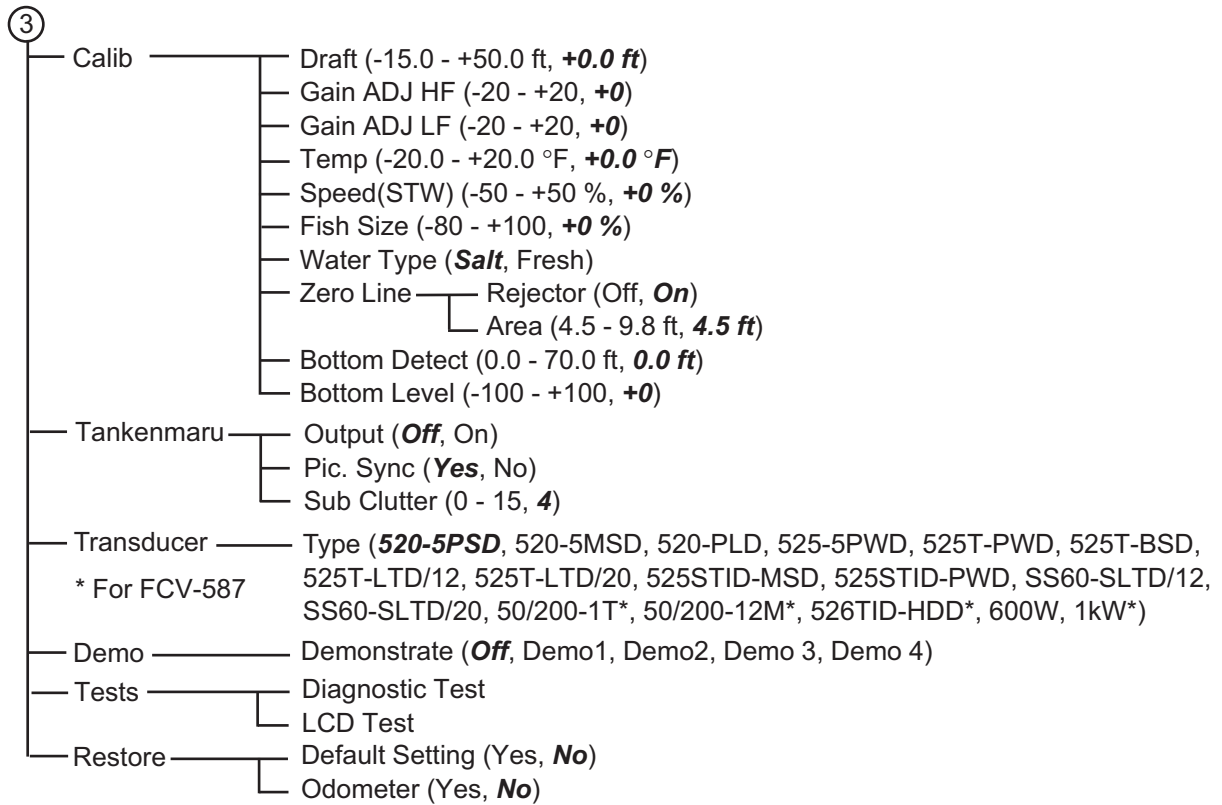 3
Calib
Draft (-15.0 - +50.0 ft, +0.0 ft)
Gain ADJ HF (-20 - +20, +0)
Gain ADJ LF (-20 - +20, +0)
Temp (-20.0 - +20.0 °F, +0.0 °F)
Speed(STW) (-50 - +50 %, +0 %)
Fish Size (-80 - +100, +0 %)
Water Type (Salt, Fresh)
Zero Line Rejector (Off, On)
Area (4.5 - 9.8 ft, 4.5 ft)
Bottom Detect (0.0 - 70.0 ft, 0.0 ft)
Bottom Level (-100 - +100, +0)
Tankenmaru Output (Off, On)
Pic. Sync (Yes, No)
Sub Clutter (0 - 15, 4)
Transducer Type (520-5PSD, 520-5MSD, 520-PLD, 525-5PWD, 525T-PWD, 525T-BSD,
* For FCV-587 525T-LTD/12, 525T-LTD/20, 525STID-MSD, 525STID-PWD, SS60-SLTD/12,
SS60-SLTD/20, 50/200-1T*, 50/200-12M*, 526TID-HDD*, 600W, 1kW*)
Demo Demonstrate (Off, Demo1, Demo2, Demo 3, Demo 4)
Tests Diagnostic Test
LCD Test
Restore Default Setting (Yes, No)
Odometer (Yes, No)